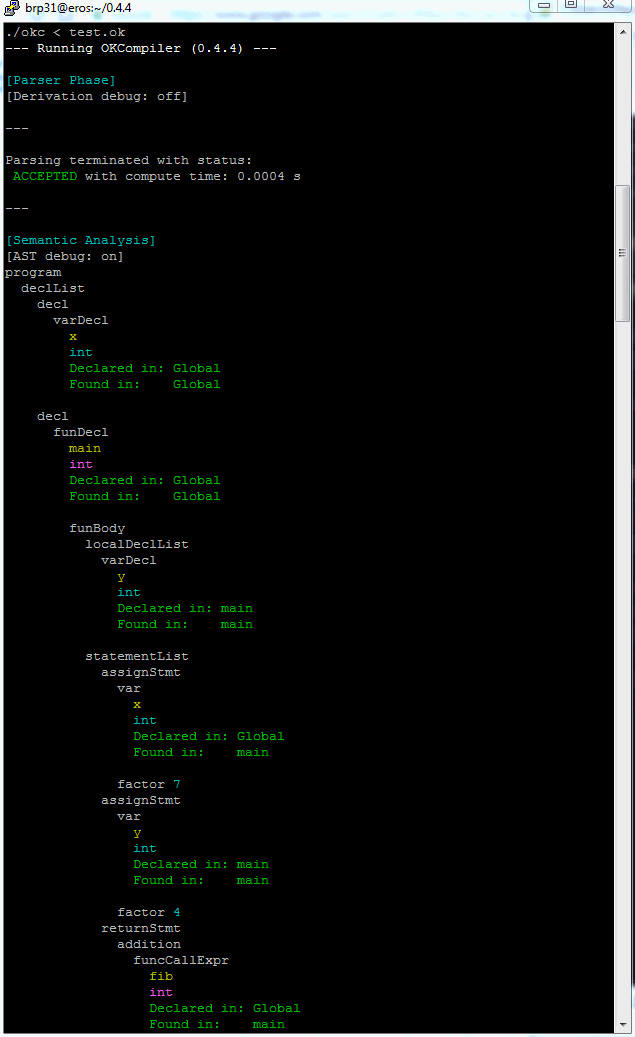 brp31@eros:~/0.4.4
./okc < test.ok
--- Running OKCompiler (0.4.4) ---
[Parser Phase]
[Derivation debug: off]
---
Parsing terminated with status:
 ACCEPTED with compute time: 0.0004 s
---
[Semantic Analysis]
[AST debug: on]
program
  declList
    decl
      varDecl
        x
        int
        Declared in: Global
        Found in:    Global
    decl
      funDecl
        main
        int
        Declared in: Global
        Found in:    Global
        funBody
          localDeclList
            varDecl
              y
              int
              Declared in: main
              Found in:    main
          statementList
            assignStmt
              var
                x
                int
                Declared in: Global
                Found in:    main
              factor 7
            assignStmt
              var
                y
                int
                Declared in: main
                Found in:    main
              factor 4
            returnStmt
              addition
                funcCallExpr
                  fib
                  int
                  Declared in: Global
                  Found in:    main